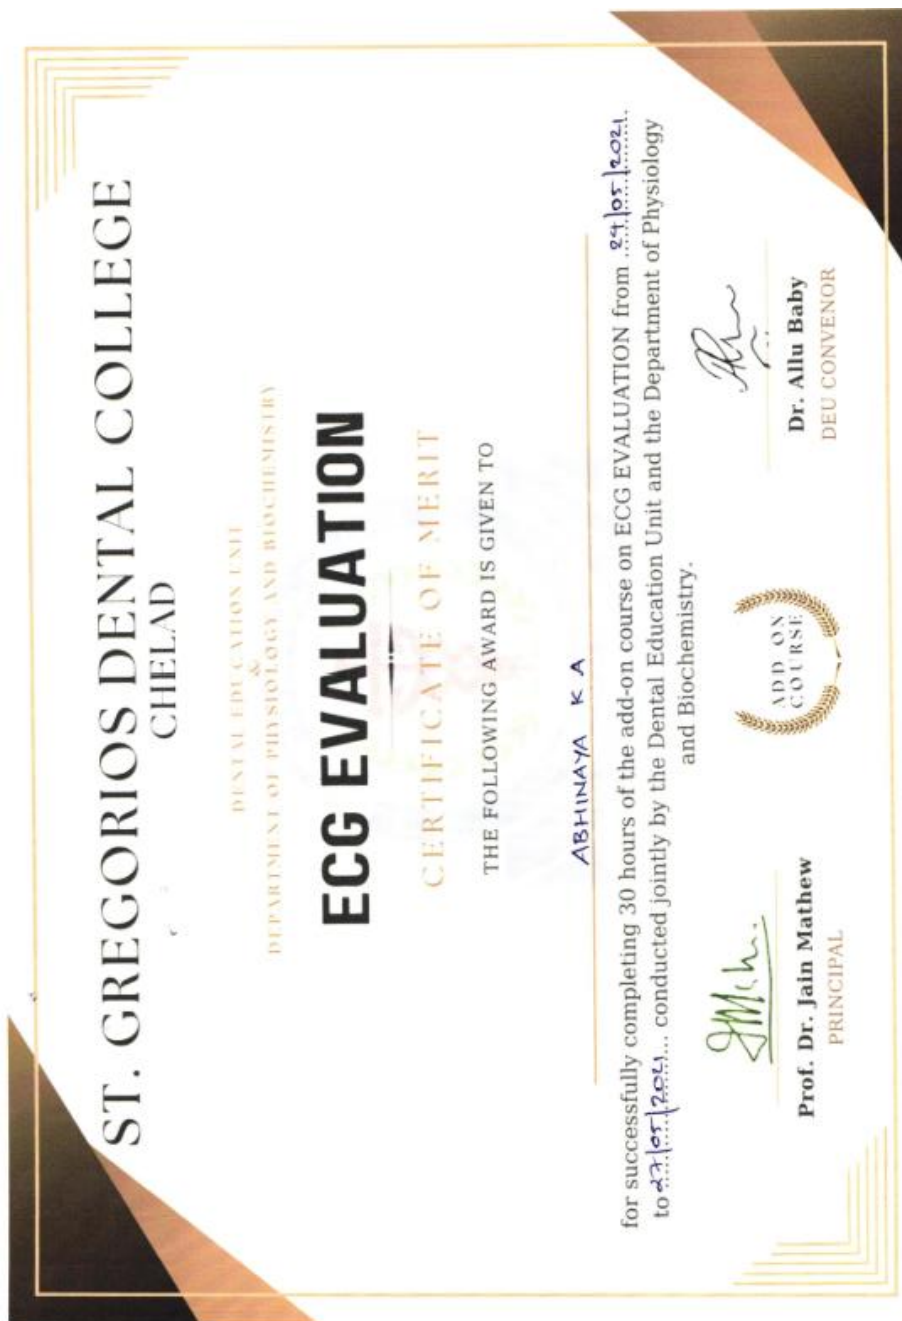 ST. GREGORIOS DENTAL COLLEGE
CHELAD
DENTAL EDUCATION UNIT
&
DEPARTMENT OF PHYSIOLOGY AND BIOCHEMISTRY
ECG EVALUATION
CERTIFICATE OF MERIT
THE FOLLOWING AWARD IS GIVEN TO
ABHINAYA K A
for successfully completing 30 hours of the add-on course on ECG EVALUATION from 24/05/2021
to 27/05/2021 conducted jointly by the Dental Education Unit and the Department of Physiology
and Biochemistry.
Prof. Dr. Jain Mathew
PRINCIPAL
ADD ON
COURSE
Dr. Allu Baby
DEU CONVENOR